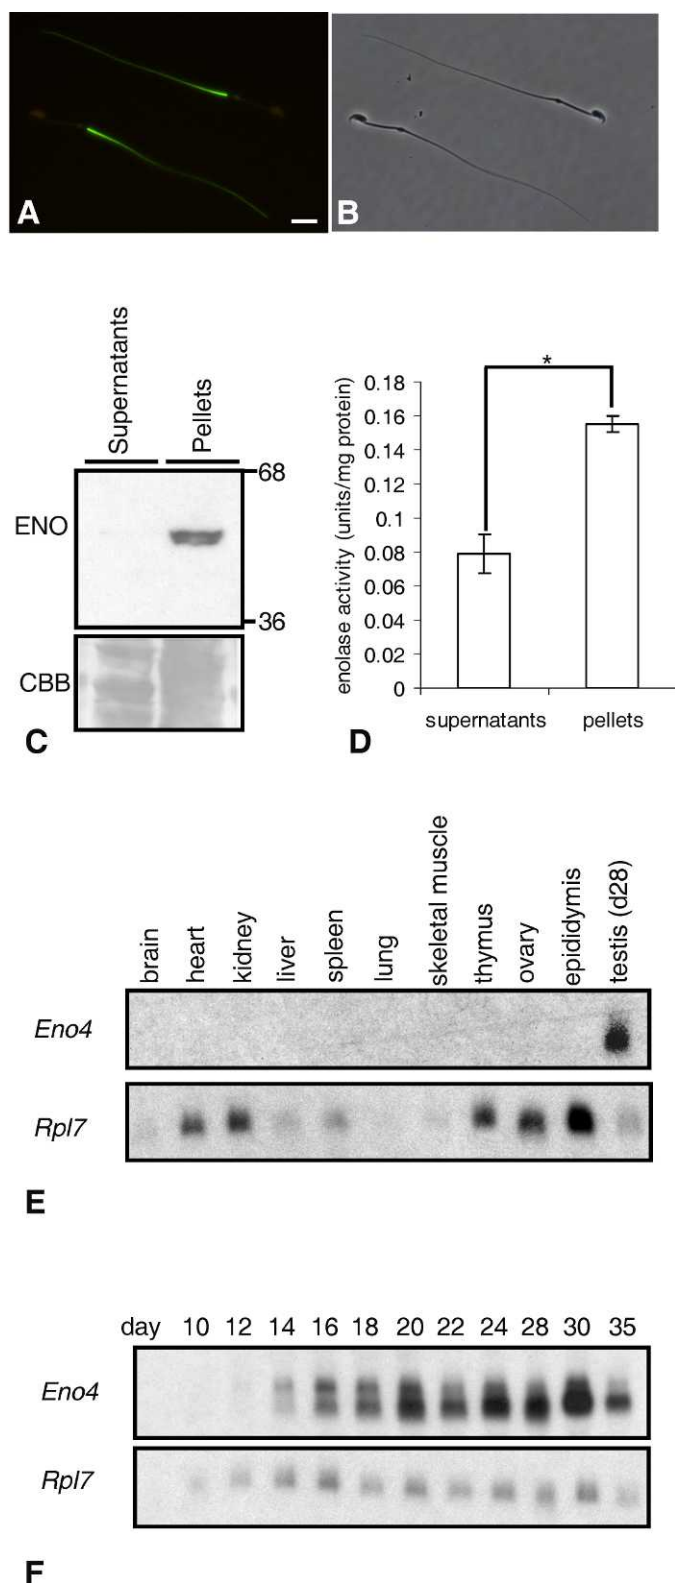 A
B
Supernatants
Pellets
ENO
68
36
CBB
C
enolase activity (units/mg protein)
0.18
0.16
0.14
0.12
0.1
0.08
0.06
0.04
0.02
0
*
supernatants
pellets
D
brain
heart
kidney
liver
spleen
lung
skeletal muscle
thymus
ovary
epididymis
testis (d28)
Eno4
Rpl7
E
day 10 12 14 16 18 20 22 24 28 30 35
Eno4
Rpl7
F